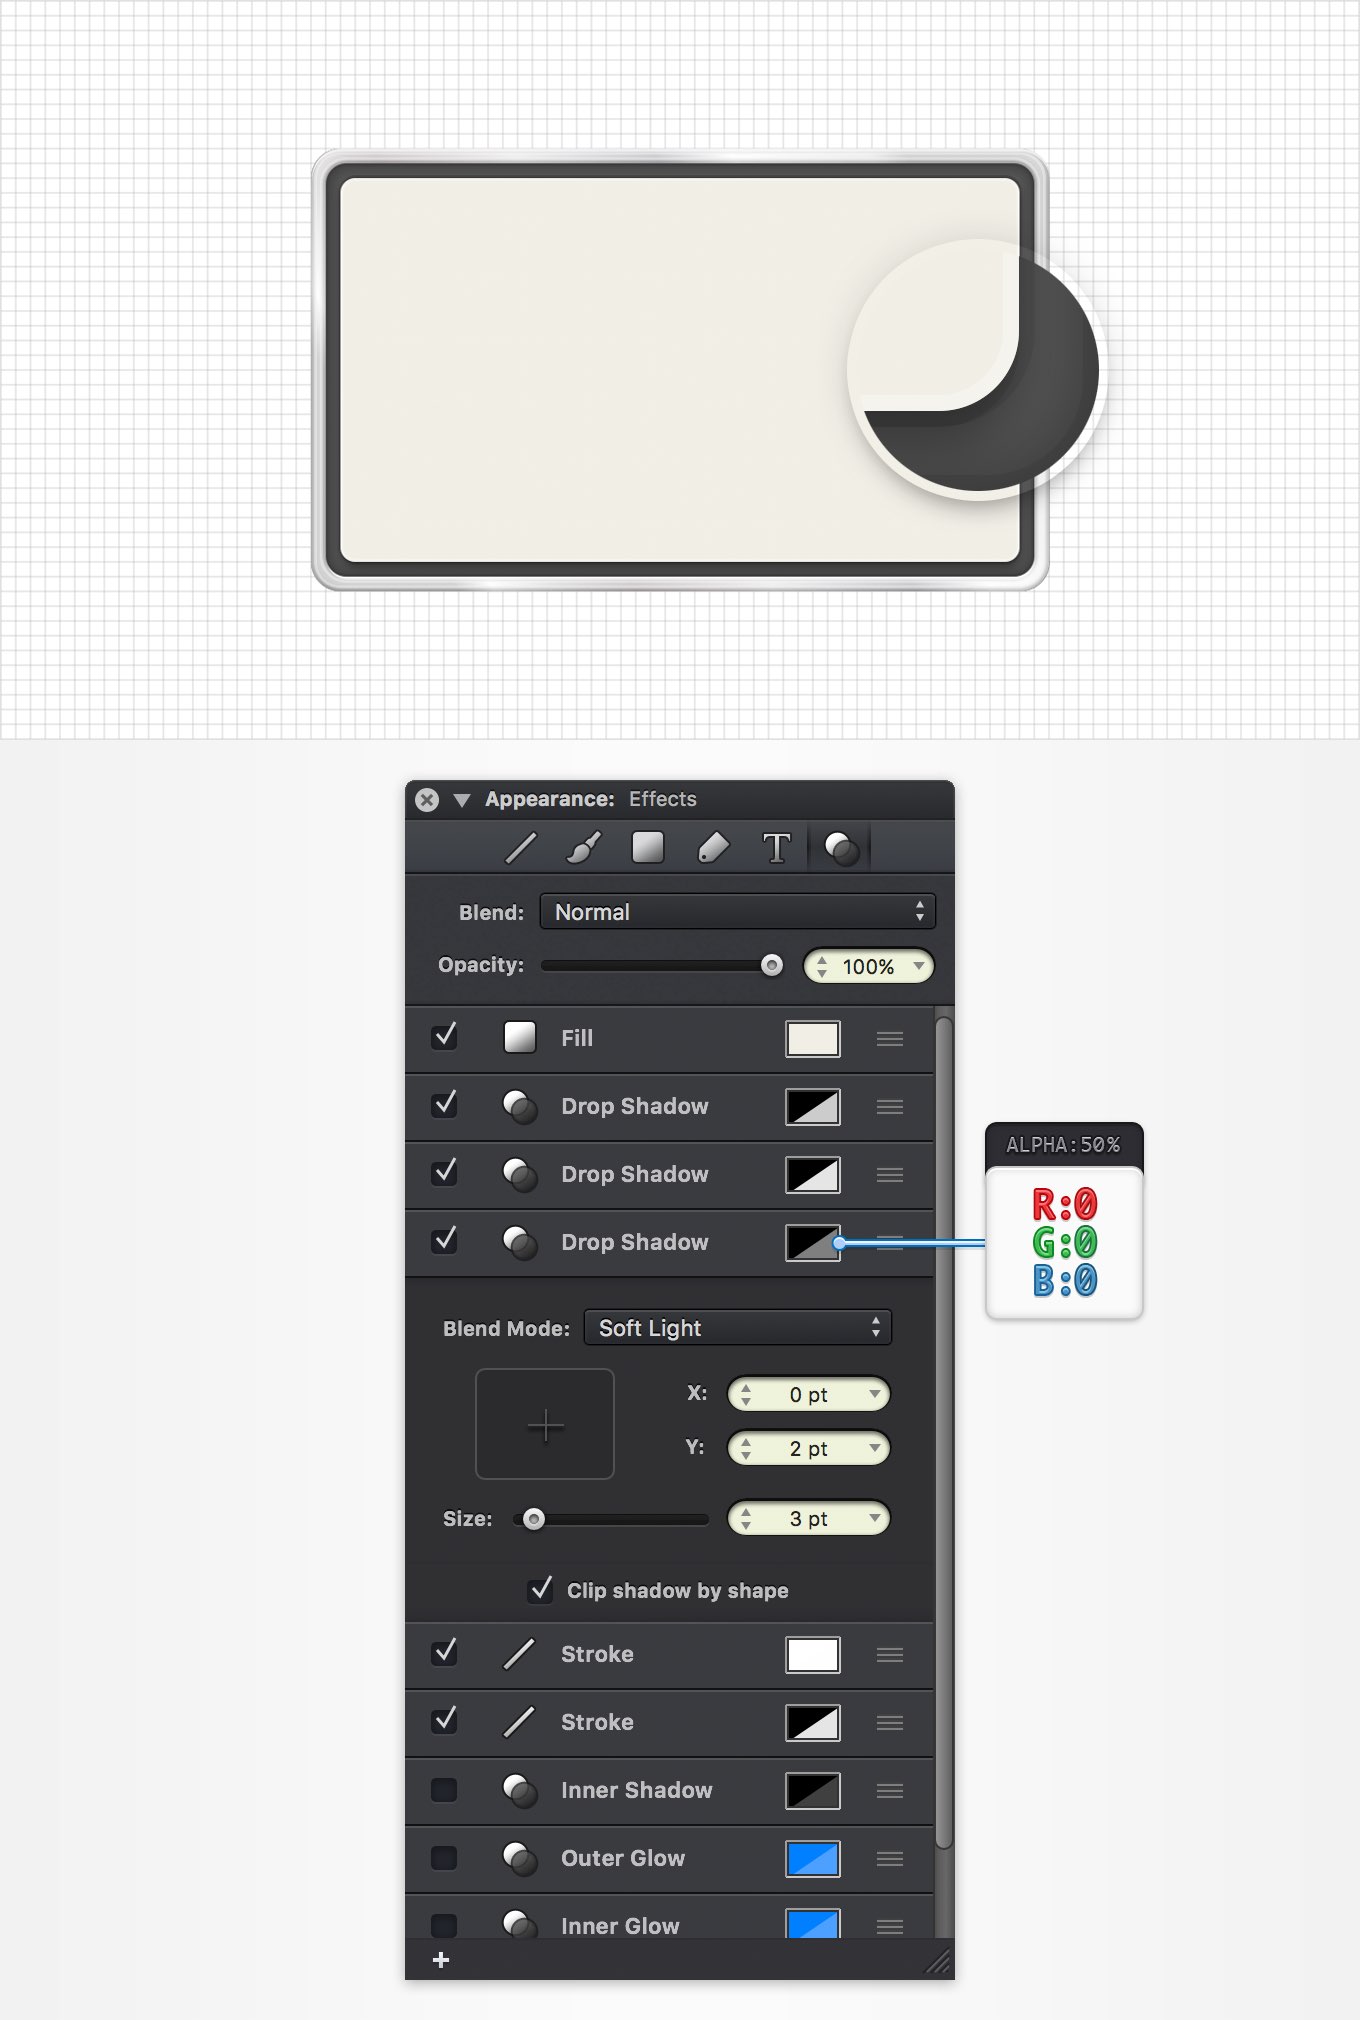 Appearance: Effects
T
Blend: Normal
Opacity: 100%
Fill
Drop Shadow
Drop Shadow
Drop Shadow
ALPHA:50%
R:0
G:0
B:0
Blend Mode: Soft Light
X: 0 pt
Y: 2 pt
Size: 3 pt
Clip shadow by shape
Stroke
Stroke
Inner Shadow
Outer Glow
Inner Glow